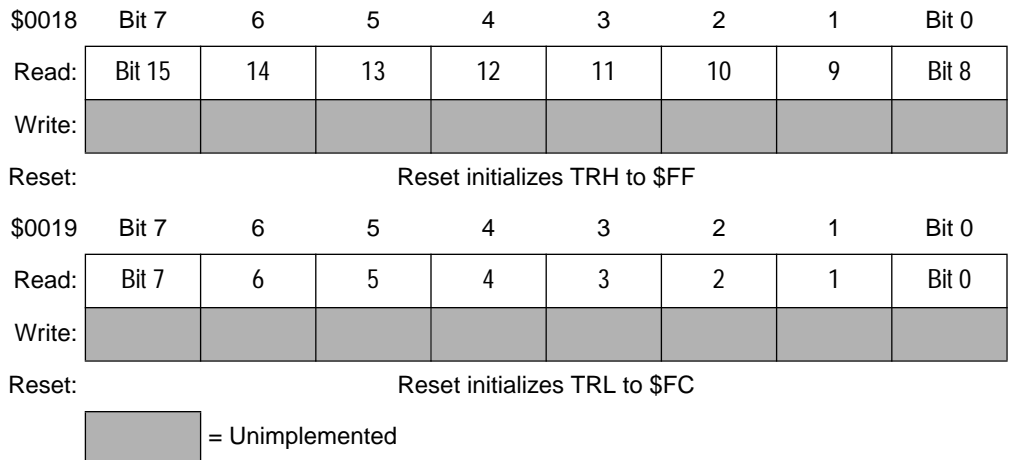 $0018 Bit 7 6 5 4 3 2 1 Bit 0
Read: Bit 15 14 13 12 11 10 9 Bit 8
Write:
Reset: Reset initializes TRH to $FF
$0019 Bit 7 6 5 4 3 2 1 Bit 0
Read: Bit 7 6 5 4 3 2 1 Bit 0
Write:
Reset: Reset initializes TRL to $FC
= Unimplemented